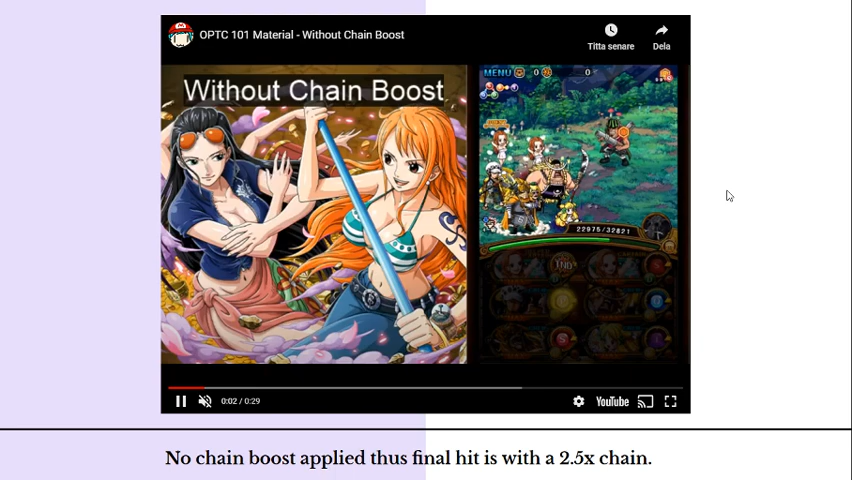 OPTC 101 Material - Without Chain Boost
Titta senare
Dela
Without Chain Boost
MENU
0
0
22975/32821
0:02 / 0:29
YouTube
No chain boost applied thus final hit is with a 2.5x chain.